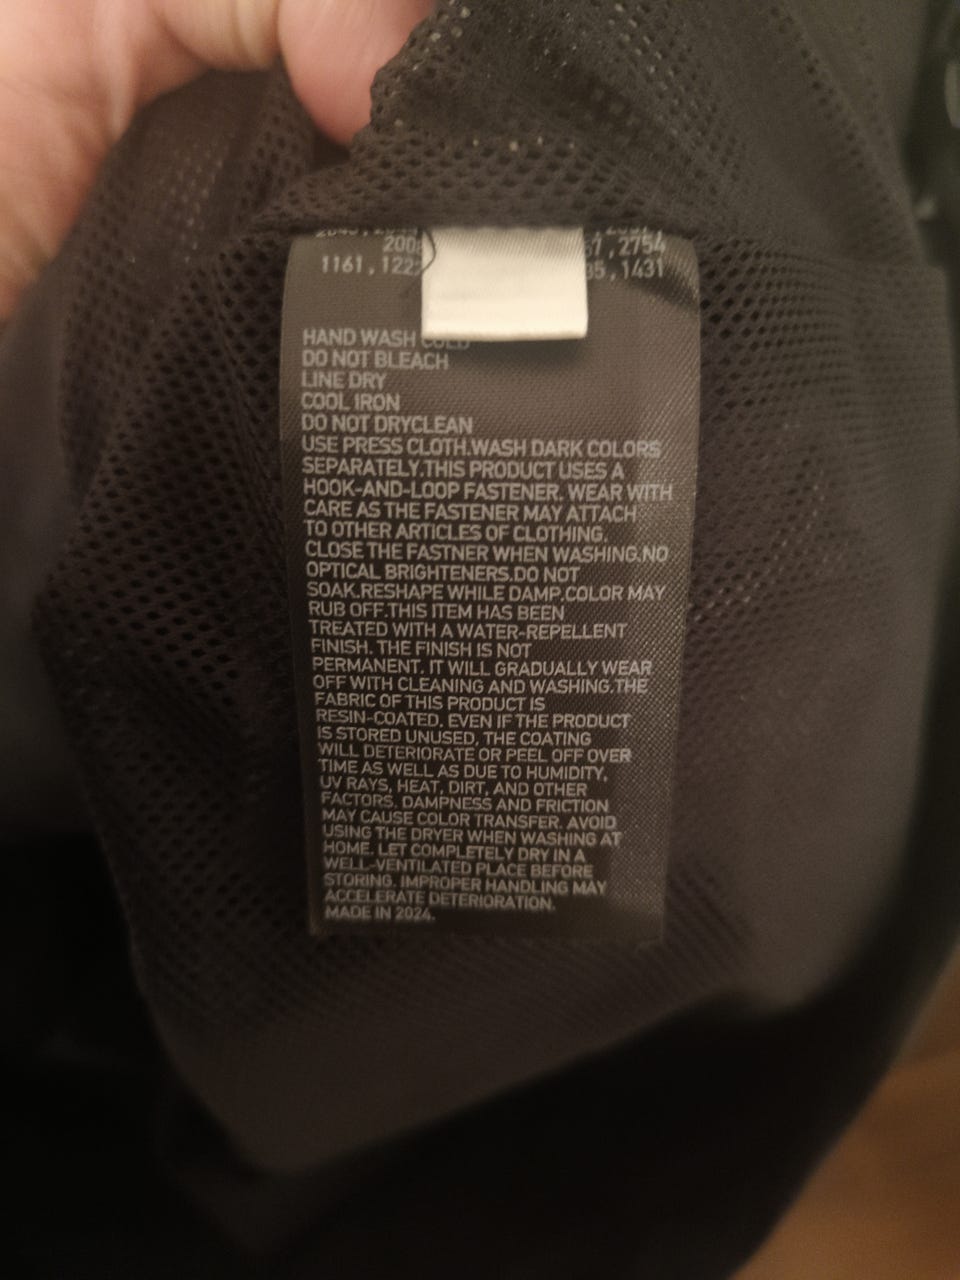 200
2754
1161,122
1431
HAND WASH COLD
DO NOT BLEACH
LINE DRY
COOL IRON
DO NOT DRYCLEAN
USE PRESS CLOTH.WASH DARK COLORS
SEPARATELY.THIS PRODUCT USES A
HOOK-AND-LOOP FASTENER. WEAR WITH
CARE AS THE FASTENER MAY ATTACH
TO OTHER ARTICLES OF CLOTHING.
CLOSE THE FASTNER WHEN WASHING.NO
OPTICAL BRIGHTENERS.DO NOT
SOAK.RESHAPE WHILE DAMP.COLOR MAY
RUB OFF.THIS ITEM HAS BEEN
TREATED WITH A WATER-REPELLENT
FINISH. THE FINISH IS NOT
PERMANENT. IT WILL GRADUALLY WEAR
OFF WITH CLEANING AND WASHING.THE
FABRIC OF THIS PRODUCT IS
RESIN-COATED. EVEN IF THE PRODUCT
IS STORED UNUSED, THE COATING
WILL DETERIORATE OR PEEL OFF OVER
TIME AS WELL AS DUE TO HUMIDITY,
UV RAYS, HEAT, DIRT, AND OTHER
FACTORS. DAMPNESS AND FRICTION
MAY CAUSE COLOR TRANSFER. AVOID
USING THE DRYER WHEN WASHING AT
HOME. LET COMPLETELY DRY IN A
WELL-VENTILATED PLACE BEFORE
STORING. IMPROPER HANDLING MAY
ACCELERATE DETERIORATION.
MADE IN 2024.